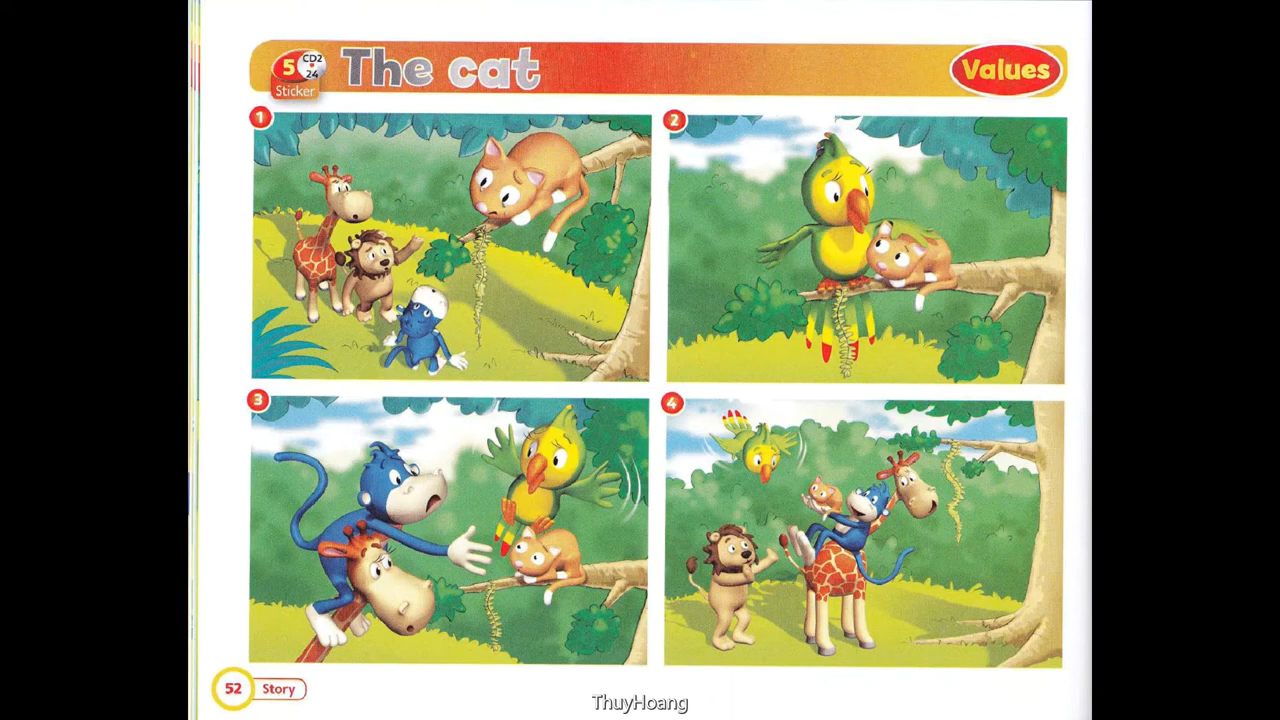 5 CD2
24
Sticker
The cat
Values
1
2
3
4
52 Story
ThuyHoang